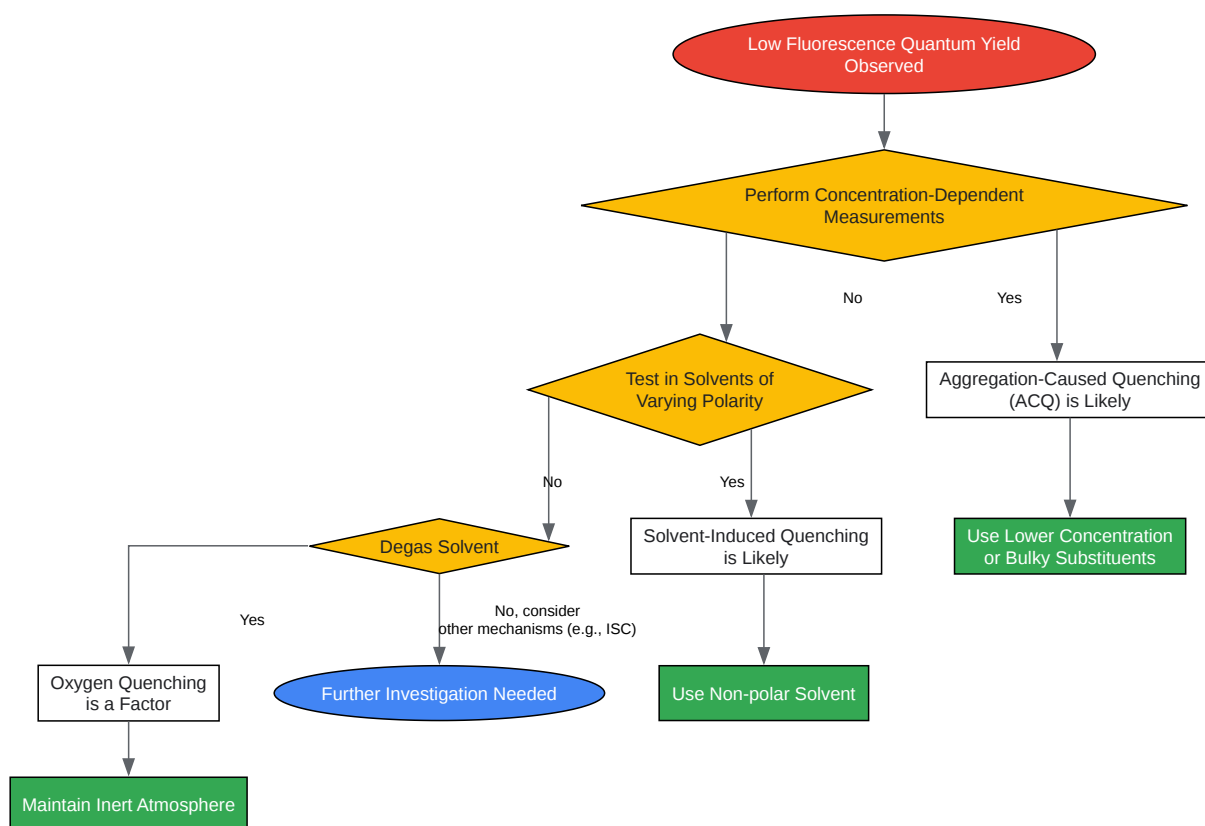 Low Fluorescence Quantum Yield
Observed
Perform Concentration-Dependent
Measurements
No
Yes
Test in Solvents of
Varying Polarity
Aggregation-Caused Quenching
(ACQ) is Likely
No
Yes
Degas Solvent
Solvent-Induced Quenching
is Likely
Use Lower Concentration
or Bulky Substituents
Yes
No, consider
other mechanisms (e.g., ISC)
Oxygen Quenching
is a Factor
Further Investigation Needed
Use Non-polar Solvent
Maintain Inert Atmosphere